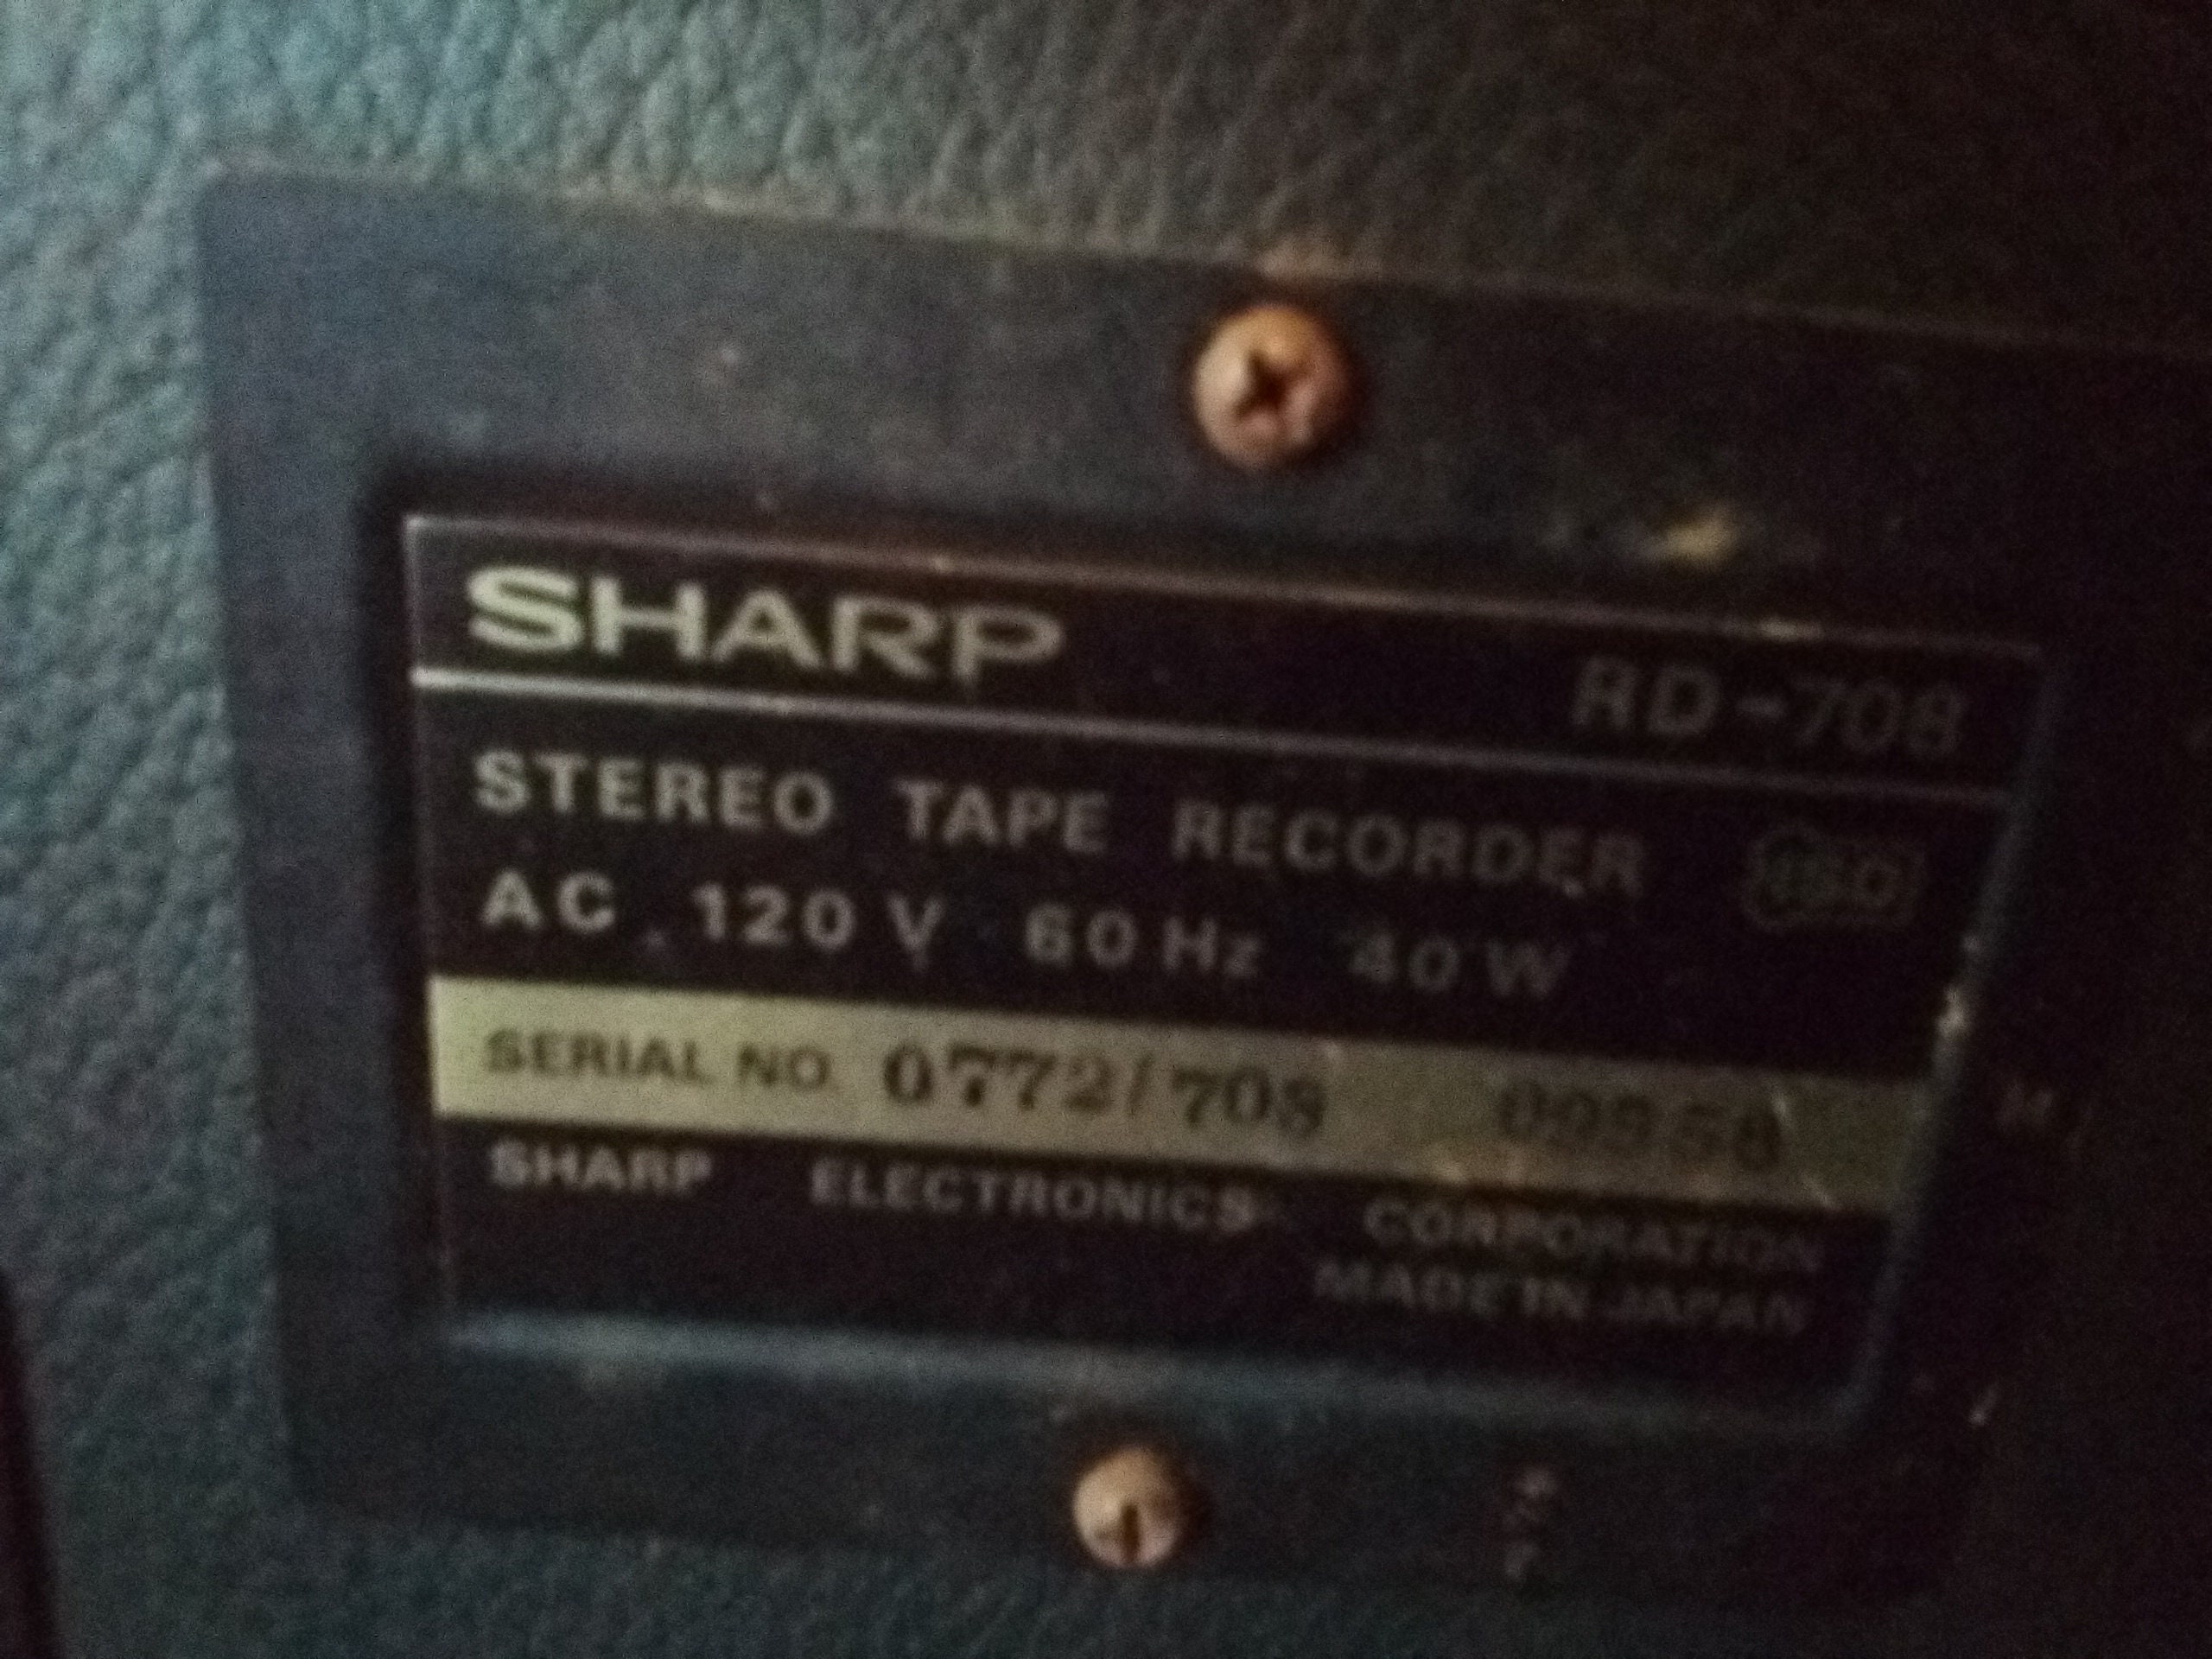 SHARP RD-708
STEREO TAPE RECORDER
AC 120 V 60 Hz 40 W
SERIAL NO. 0772/708
SHARP ELECTRONICS CORPORATION
MADE IN JAPAN